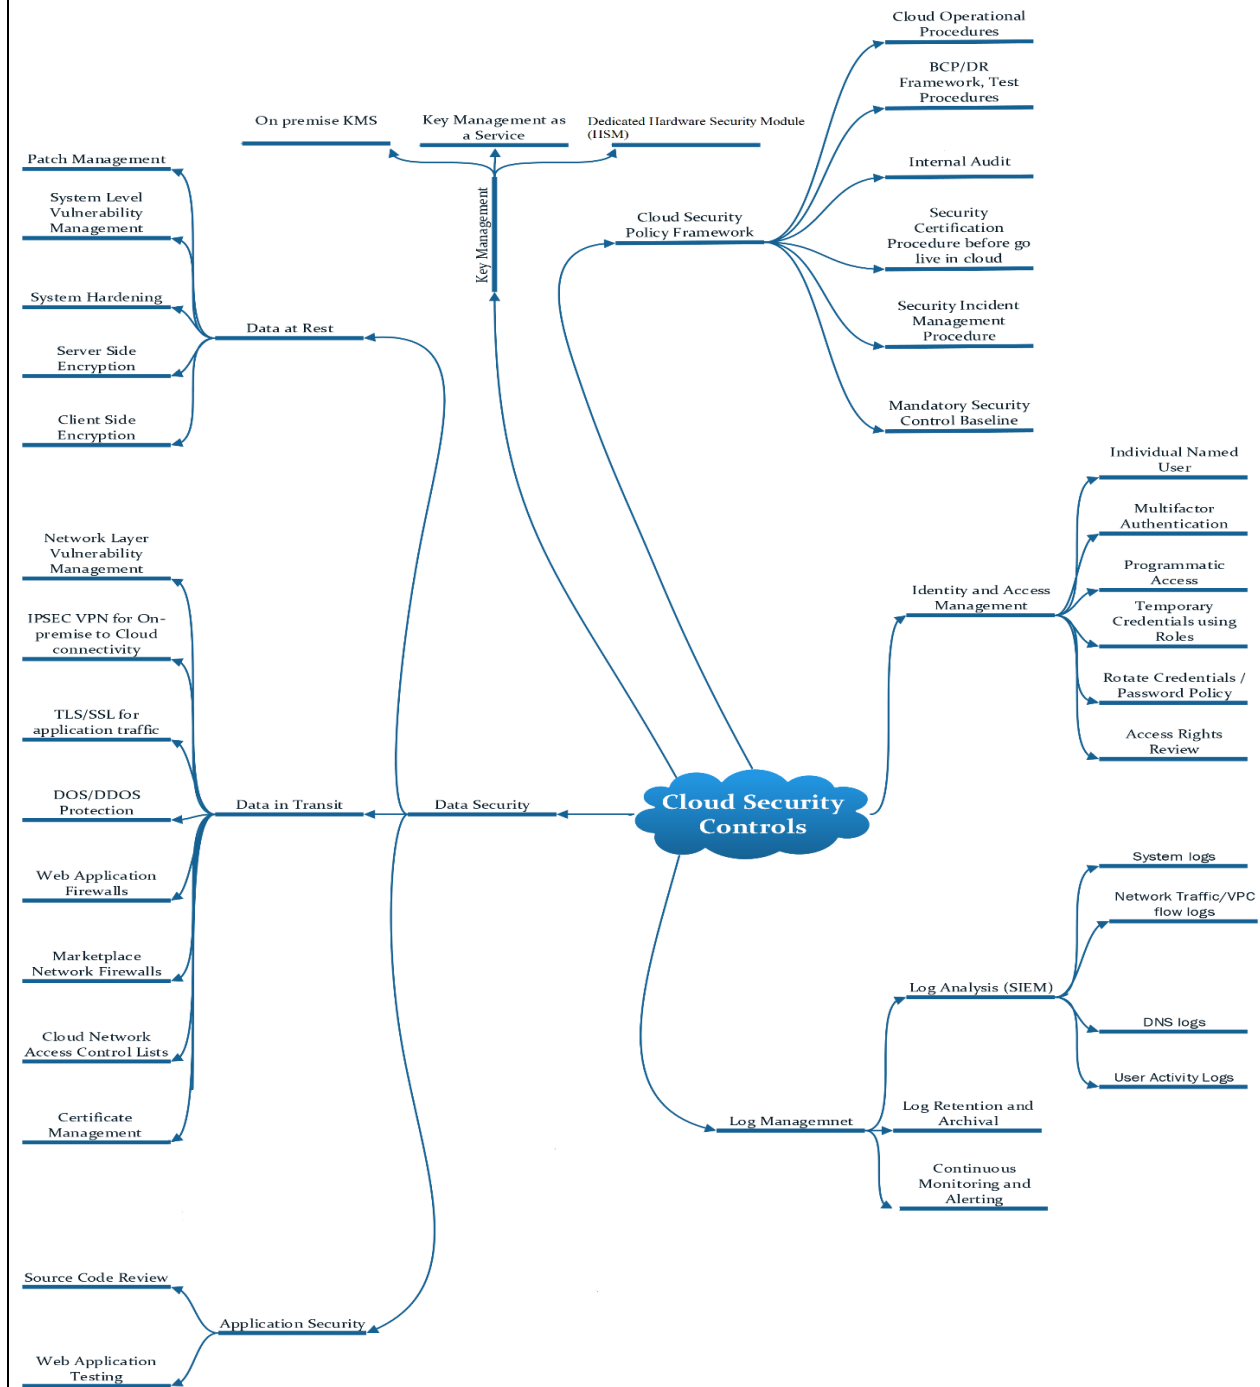 Cloud Operational
Procedures
BCP/DR
Framework, Test
Procedures
Internal Audit
Security
Certification
Procedure before go
live in cloud
Security Incident
Management
Procedure
Mandatory Security
Control Baseline
Cloud Security
Policy Framework
On premise KMS
Key Management as
a Service
Dedicated Hardware Security Module
(HSM)
Key Management
Patch Management
System Level
Vulnerability
Management
System Hardening
Server Side
Encryption
Client Side
Encryption
Data at Rest
Network Layer
Vulnerability
Management
IPSEC VPN for On-
premise to Cloud
connectivity
TLS/SSL for
application traffic
DOS/DDOS
Protection
Web Application
Firewalls
Marketplace
Network Firewalls
Cloud Network
Access Control Lists
Certificate
Management
Data in Transit
Data Security
Cloud Security
Controls
Individual Named
User
Multifactor
Authentication
Programmatic
Access
Temporary
Credentials using
Roles
Rotate Credentials /
Password Policy
Access Rights
Review
Identity and Access
Management
System logs
Network Traffic/VPC
flow logs
DNS logs
User Activity Logs
Log Analysis (SIEM)
Log Retention and
Archival
Continuous
Monitoring and
Alerting
Log Managemnet
Source Code Review
Web Application
Testing
Application Security